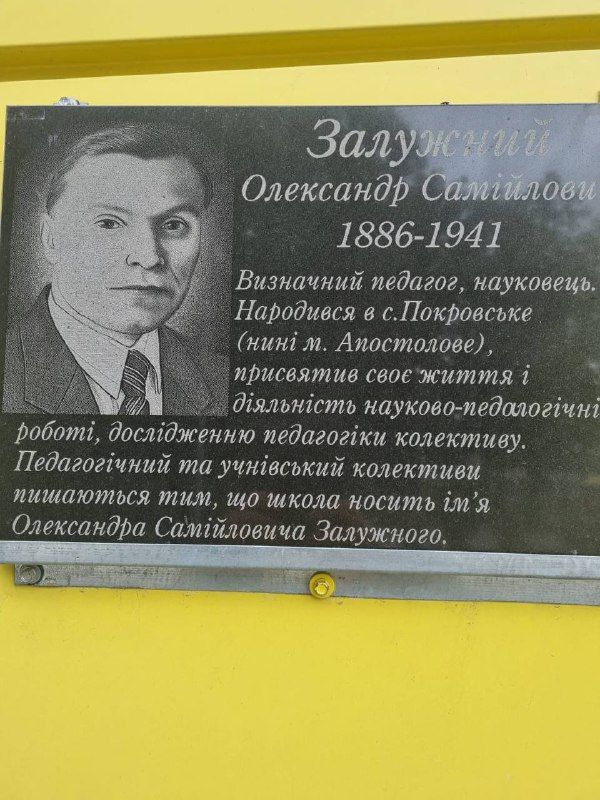 Залужний
Олександр Самійлови
1886-1941
Визначний педагог, науковець.
Народився в с.Покровське
(нині м. Апостолове),
присвятив своє життя і
діяльність науково-педалогічні
роботі, дослідженню педагогіки колективу.
Педагогічний та учнівський колективи
пишаються тим, що школа носить ім'я
Олександра Самійловича Залужного.